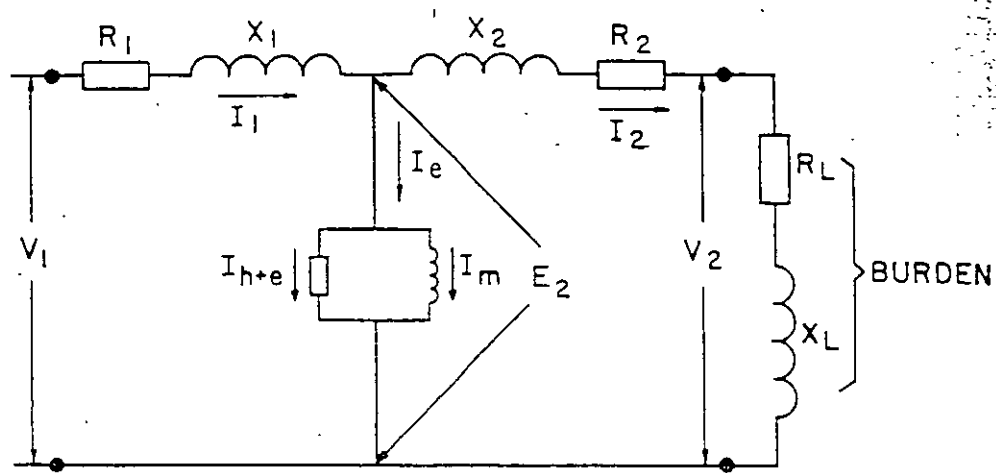 R1 X1 X2 R2
I1 I2
Ie RL
V1 Ih+e Im E2 V2 BURDEN
XL